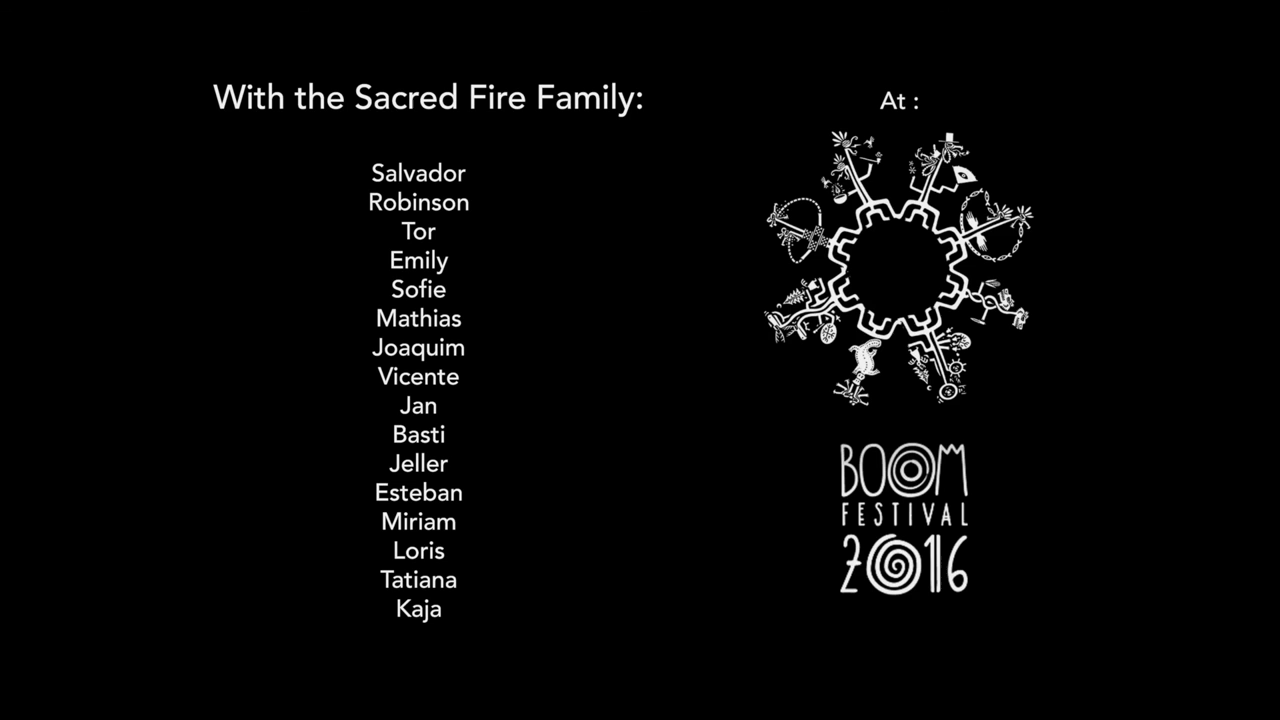 With the Sacred Fire Family:
Salvador
Robinson
Tor
Emily
Sofie
Mathias
Joaquim
Vicente
Jan
Basti
Jeller
Esteban
Miriam
Loris
Tatiana
Kaja
At :
BOOM
FESTIVAL
2016